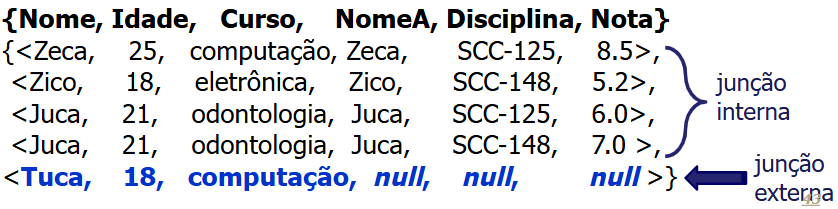 {Nome, Idade, Curso, NomeA, Disciplina, Nota}
{<Zeca, 25, computação, Zeca, SCC-125, 8.5>,
<Zico, 18, eletrônica, Zico, SCC-148, 5.2>,
<Juca, 21, odontologia, Juca, SCC-125, 6.0>,
<Juca, 21, odontologia, Juca, SCC-148, 7.0 >,
<Tuca, 18, computação, null, null, null >}
junção
interna
junção
externa